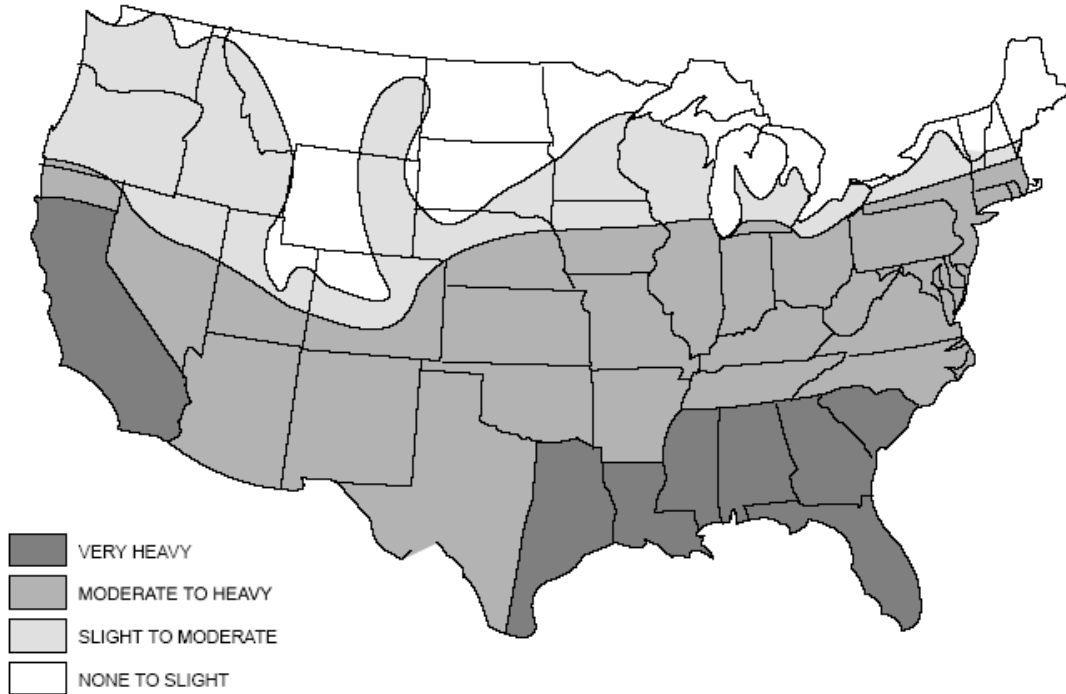 VERY HEAVY
MODERATE TO HEAVY
SLIGHT TO MODERATE
NONE TO SLIGHT